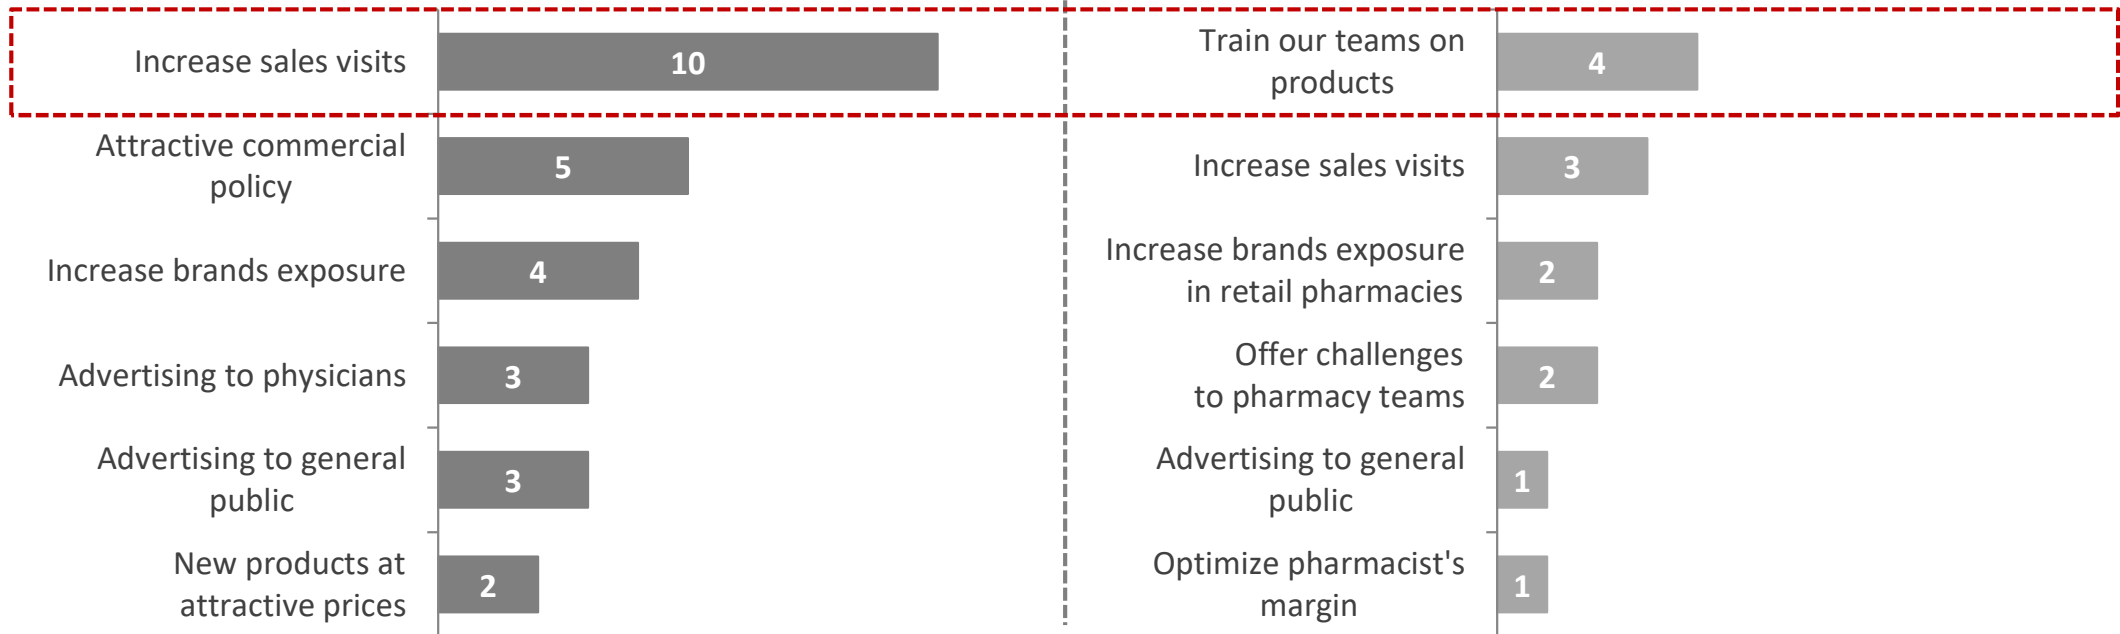 Increase sales visits
10
Attractive commercial
policy
5
Increase brands exposure
4
Advertising to physicians
3
Advertising to general
public
3
New products at
attractive prices
2
Train our teams on
products
4
Increase sales visits
3
Increase brands exposure
in retail pharmacies
2
Offer challenges
to pharmacy teams
2
Advertising to general
public
1
Optimize pharmacist's
margin
1